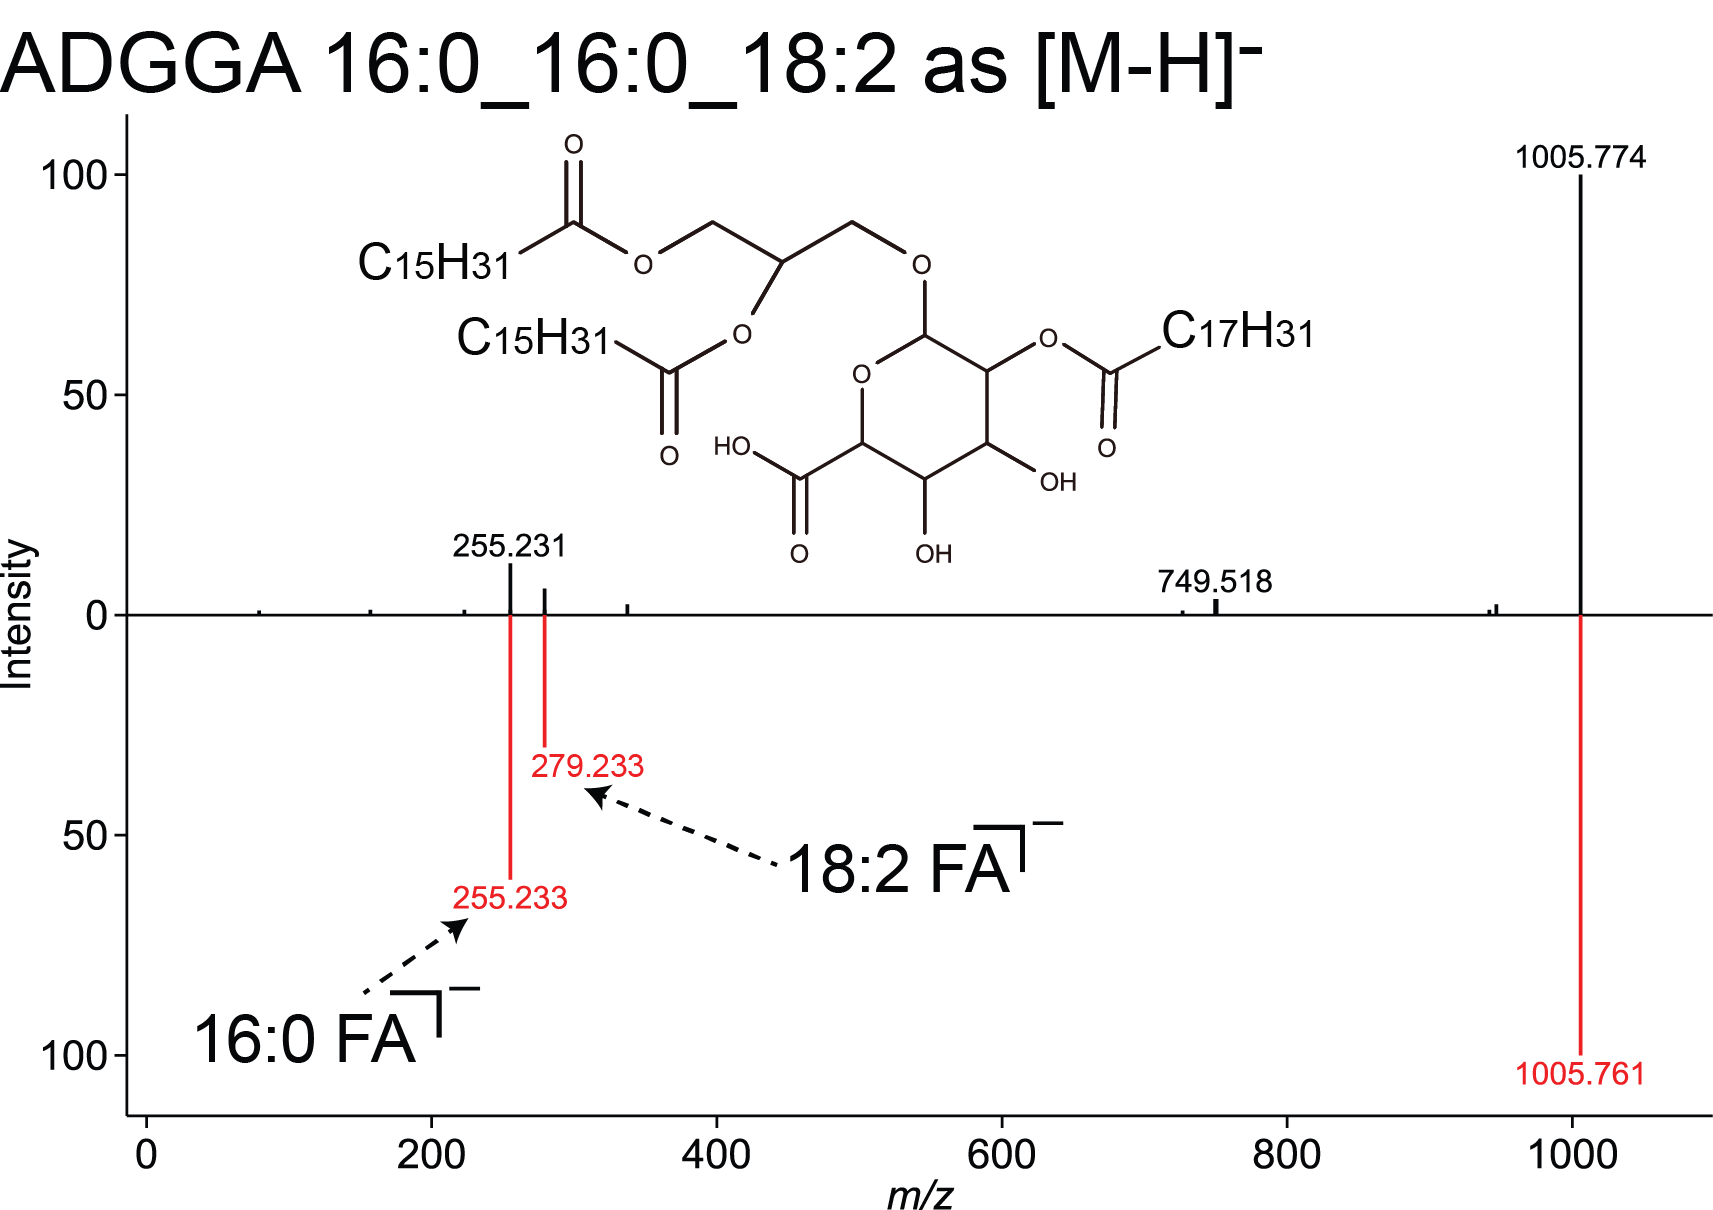 ADGGA 16:0_16:0_18:2 as [M-H]⁻
100
1005.774
O
C15H31
O
O
C15H31
O
O
C17H31
O
O
50
HO
O
O
OH
O
OH
255.231
749.518
0
Intensity
279.233
50
18:2 FA⁻
255.233
16:0 FA⁻
100
1005.761
0
200
400
600
800
1000
m/z